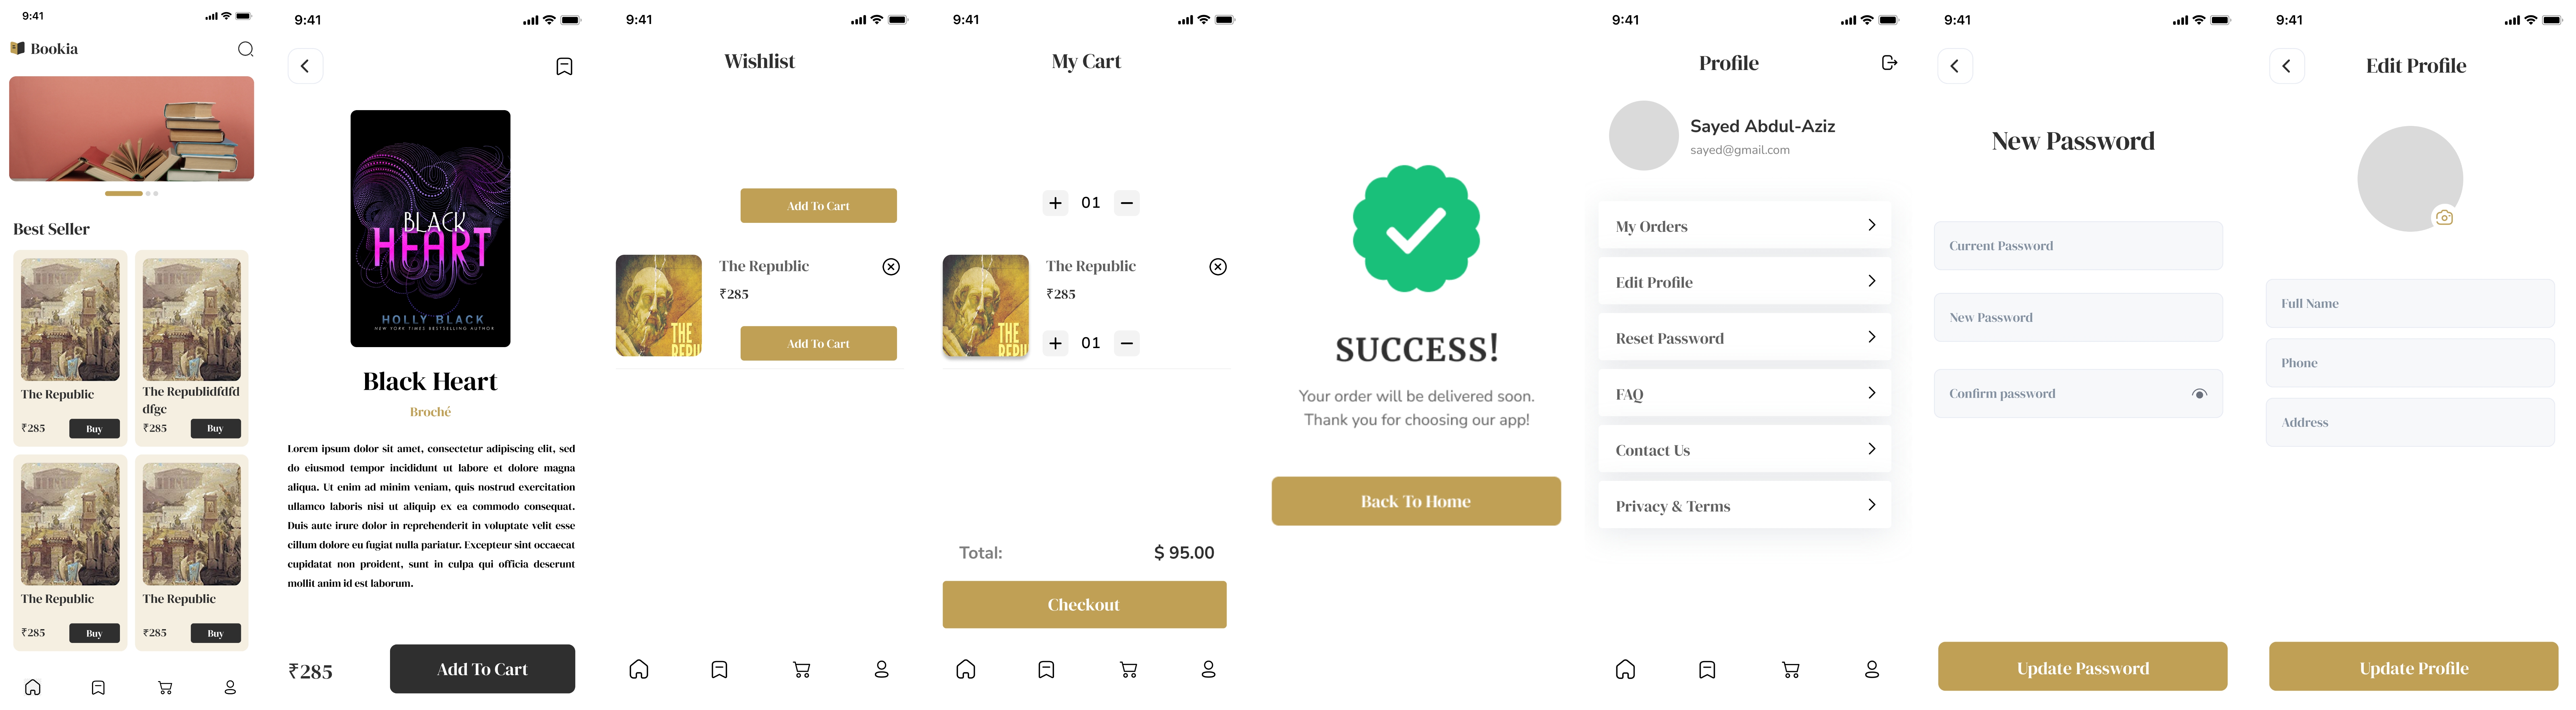 9:41
Bookia
Best Seller
The Republic
₹285
Buy
The Republidfdfd
dfgc
₹285
Buy
The Republic
₹285
Buy
The Republic
₹285
Buy
9:41
BLACK
HEART
HOLLY BLACK
NEW YORK TIMES BESTSELLING AUTHOR
Black Heart
Broché
Lorem ipsum dolor sit amet, consectetur adipiscing elit, sed
do eiusmod tempor incididunt ut labore et dolore magna
aliqua. Ut enim ad minim veniam, quis nostrud exercitation
ullamco laboris nisi ut aliquip ex ea commodo consequat.
Duis aute irure dolor in reprehenderit in voluptate velit esse
cillum dolore eu fugiat nulla pariatur. Excepteur sint occaecat
cupidatat non proident, sunt in culpa qui officia deserunt
mollit anim id est laborum.
₹285
Add To Cart
9:41
Wishlist
Add To Cart
THE
REPU
The Republic
₹285
Add To Cart
9:41
My Cart
01
THE
REPU
The Republic
₹285
01
Total:
$ 95.00
Checkout
SUCCESS!
Your order will be delivered soon.
Thank you for choosing our app!
Back To Home
9:41
Profile
Sayed Abdul-Aziz
sayed@gmail.com
My Orders
Edit Profile
Reset Password
FAQ
Contact Us
Privacy & Terms
9:41
New Password
Current Password
New Password
Confirm password
Update Password
9:41
Edit Profile
Full Name
Phone
Address
Update Profile